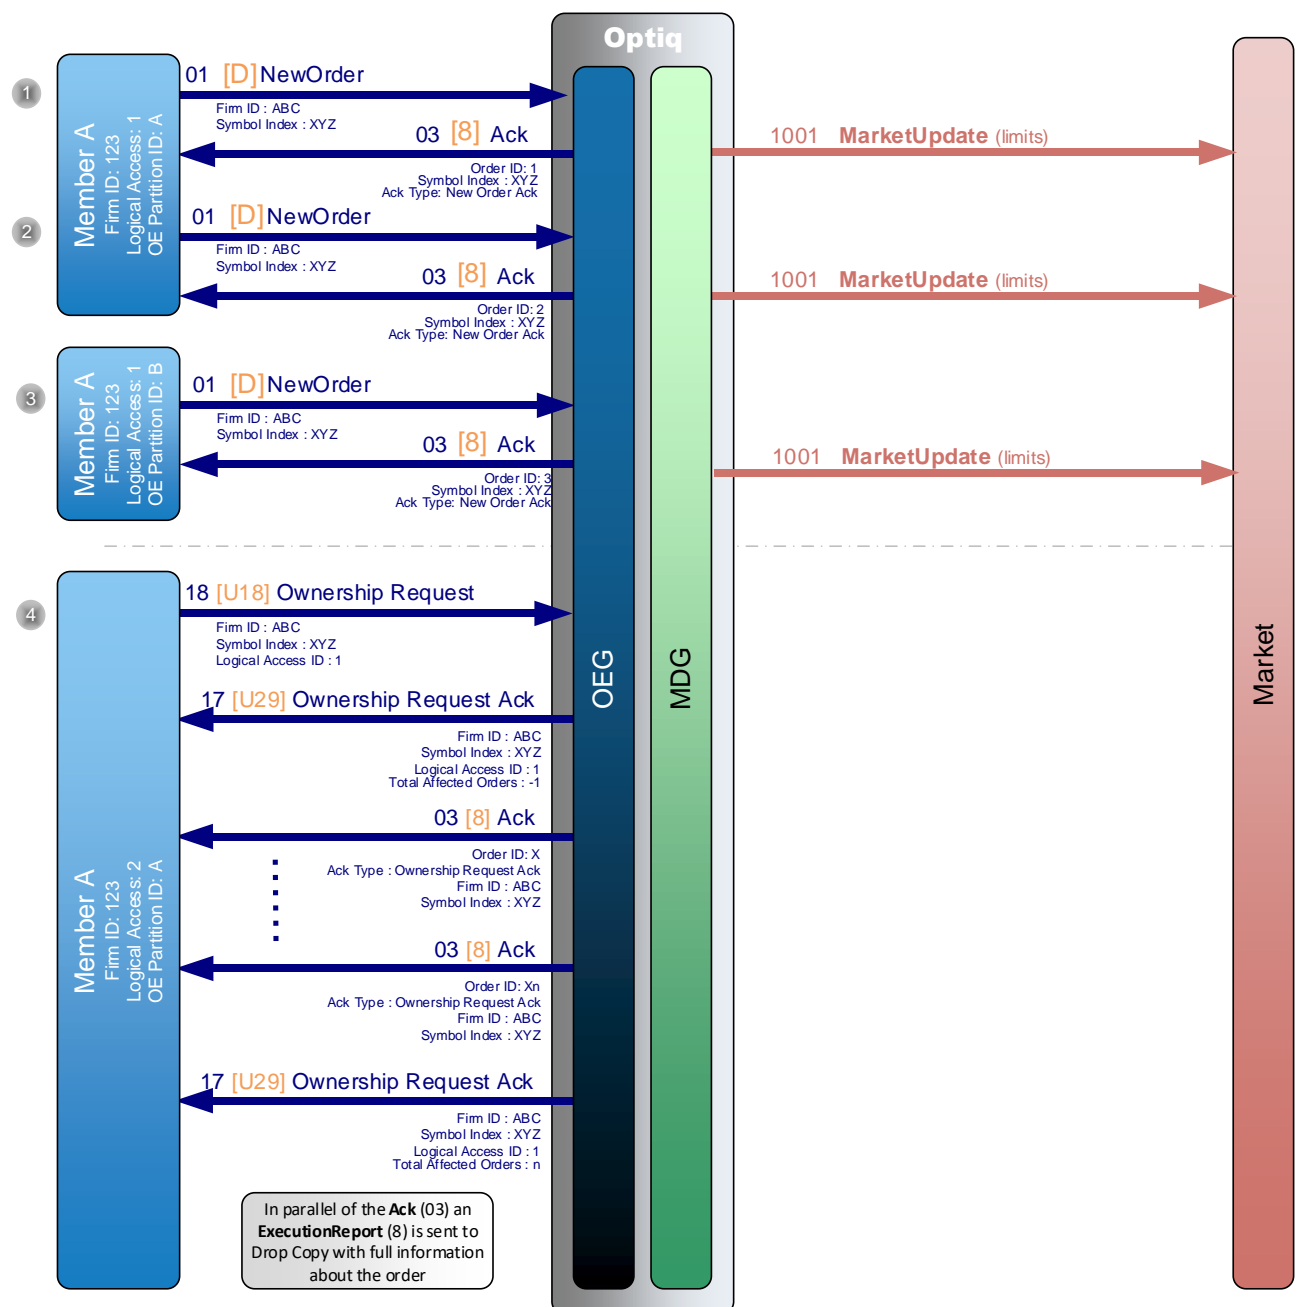 Optiq
1
Member A
Firm ID: 123
Logical Access: 1
OE Partition ID: A
01 [D] NewOrder
Firm ID : ABC
Symbol Index : XYZ
03 [8] Ack
Order ID: 1
Symbol Index : XYZ
Ack Type: New Order Ack
1001 MarketUpdate (limits)
2
01 [D] NewOrder
Firm ID : ABC
Symbol Index : XYZ
03 [8] Ack
Order ID: 2
Symbol Index : XYZ
Ack Type: New Order Ack
1001 MarketUpdate (limits)
3
Member A
Firm ID: 123
Logical Access: 1
OE Partition ID: B
01 [D] NewOrder
Firm ID : ABC
Symbol Index : XYZ
03 [8] Ack
Order ID: 3
Symbol Index : XYZ
Ack Type: New Order Ack
1001 MarketUpdate (limits)
OEG
MDG
Market
4
Member A
Firm ID: 123
Logical Access: 2
OE Partition ID: A
18 [U18] Ownership Request
Firm ID : ABC
Symbol Index : XYZ
Logical Access ID : 1
17 [U29] Ownership Request Ack
Firm ID : ABC
Symbol Index : XYZ
Logical Access ID : 1
Total Affected Orders : -1
03 [8] Ack
Order ID: X
Ack Type : Ownership Request Ack
Firm ID : ABC
Symbol Index : XYZ
03 [8] Ack
Order ID: Xn
Ack Type : Ownership Request Ack
Firm ID : ABC
Symbol Index : XYZ
17 [U29] Ownership Request Ack
Firm ID : ABC
Symbol Index : XYZ
Logical Access ID : 1
Total Affected Orders : n
In parallel of the Ack (03) an
ExecutionReport (8) is sent to
Drop Copy with full information
about the order